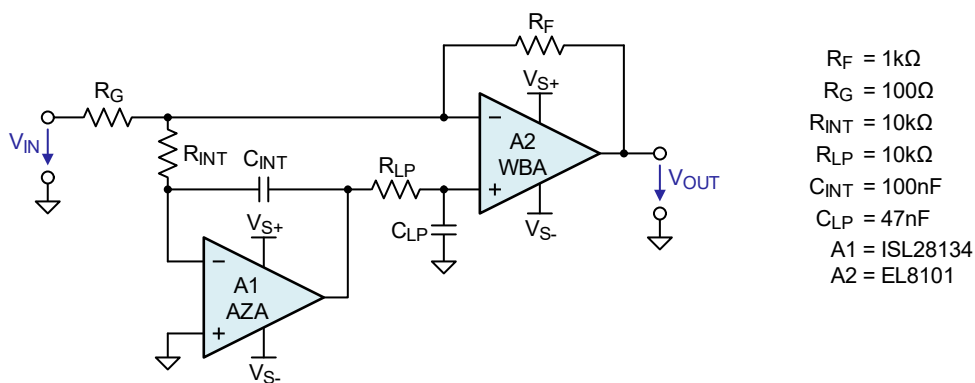 RF
VS+
RG
RF = 1kΩ
RG = 100Ω
RINT = 10kΩ
RLP = 10kΩ
CINT = 100nF
CLP = 47nF
A1 = ISL28134
A2 = EL8101
VIN
RINT
CINT
RLP
−
A2
WBA
+
VOUT
VS+
CLP
VS-
−
A1
AZA
+
VS-